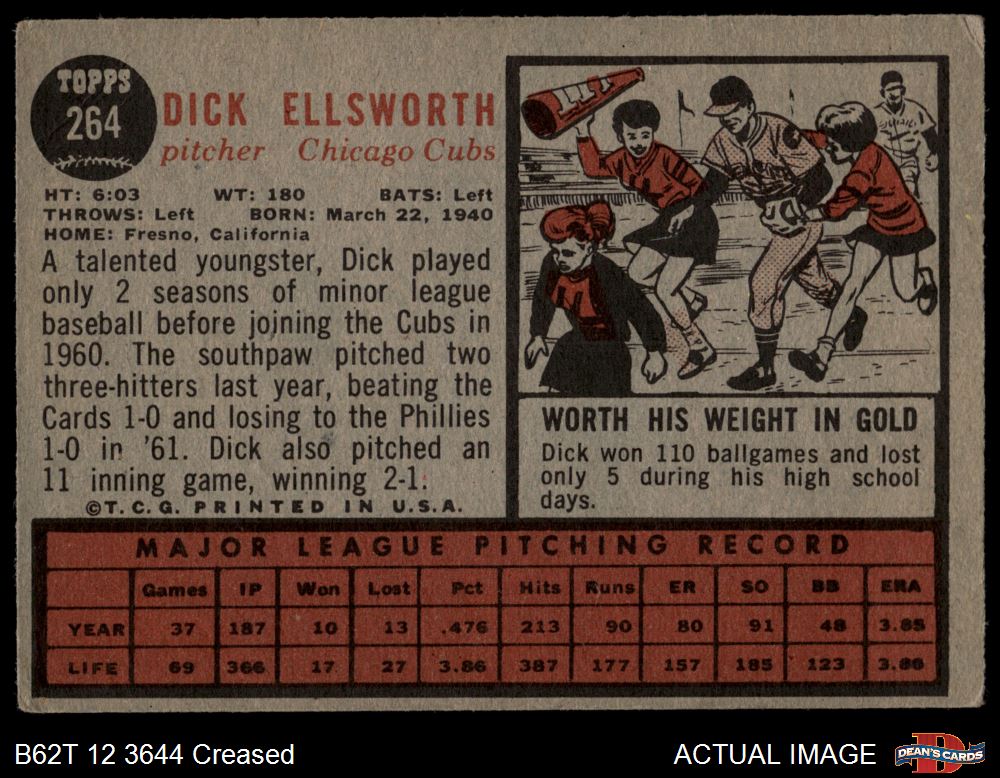 TOPPS
264
DICK ELLSWORTH
pitcher Chicago Cubs
HT: 6:03 WT: 180 BATS: Left
THROWS: Left BORN: March 22, 1940
HOME: Fresno, California
A talented youngster, Dick played
only 2 seasons of minor league
baseball before joining the Cubs in
1960. The southpaw pitched two
three-hitters last year, beating the
Cards 1-0 and losing to the Phillies
1-0 in '61. Dick also pitched an
11 inning game, winning 2-1.
©T.C.G. PRINTED IN U.S.A.
WORTH HIS WEIGHT IN GOLD
Dick won 110 ballgames and lost
only 5 during his high school
days.
MAJOR LEAGUE PITCHING RECORD
Games IP Won Lost Pct Hits Runs ER SO BB ERA
YEAR 37 187 10 13 .476 213 90 80 91 48 3.85
LIFE 69 366 17 27 3.86 387 177 157 185 123 3.86
B62T 12 3644 Creased
ACTUAL IMAGE
DEAN'S CARDS